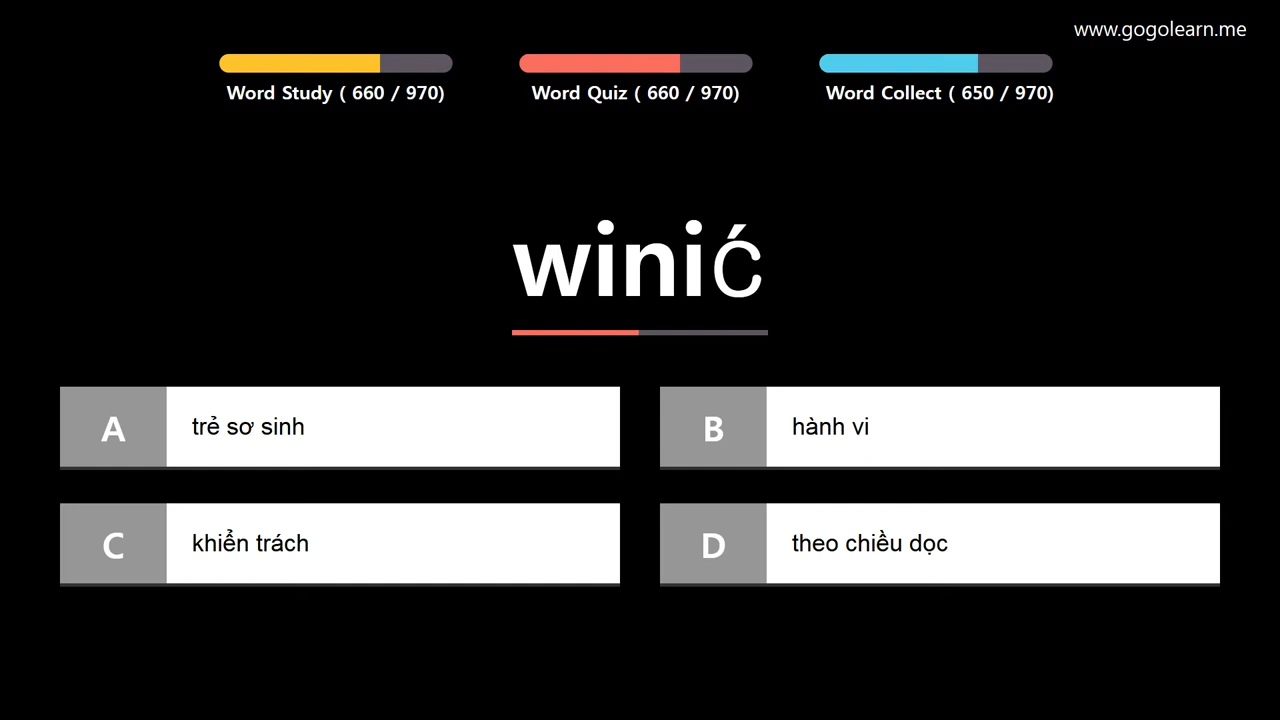 www.gogolearn.me
Word Study ( 660 / 970)
Word Quiz ( 660 / 970)
Word Collect ( 650 / 970)
winić
A trẻ sơ sinh
B hành vi
C khiển trách
D theo chiều dọc